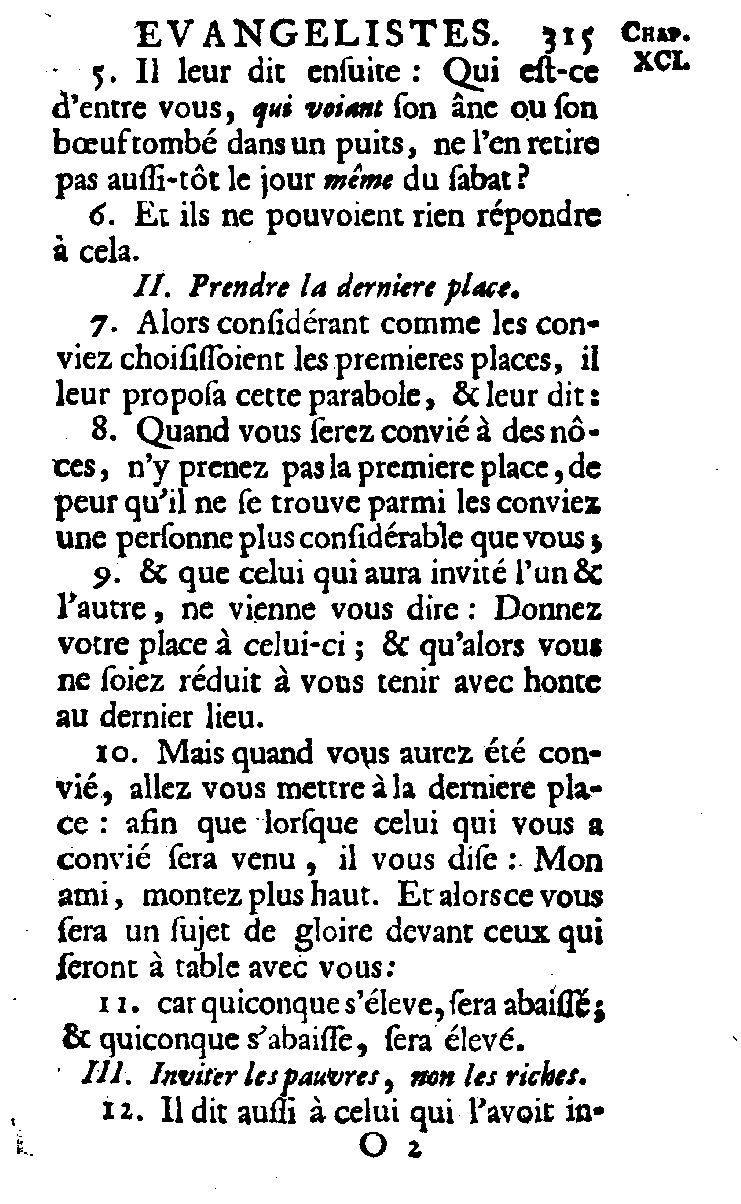 EVANGELISTES. 315 CHAP.
XCI.
5. Il leur dit enſuite : Qui eſt-ce
d'entre vous, qui voiant ſon âne ou ſon
bœuf tombé dans un puits, ne l'en retire
pas auſſi-tôt le jour même du ſabat ?
6. Et ils ne pouvoient rien répondre
à cela.
II. Prendre la derniere place.
7. Alors conſidérant comme les con-
viez choiſiſſoient les premieres places, il
leur propoſa cette parabole, & leur dit :
8. Quand vous ſerez convié à des nô-
ces, n'y prenez pas la premiere place, de
peur qu'il ne ſe trouve parmi les conviez
une perſonne plus conſidérable que vous ;
9. & que celui qui aura invité l'un &
l'autre, ne vienne vous dire : Donnez
votre place à celui-ci ; & qu'alors vous
ne ſoiez réduit à vous tenir avec honte
au dernier lieu.
10. Mais quand vous aurez été con-
vié, allez vous mettre à la derniere pla-
ce : afin que lorſque celui qui vous a
convié ſera venu, il vous diſe : Mon
ami, montez plus haut. Et alors ce vous
ſera un ſujet de gloire devant ceux qui
ſeront à table avec vous :
11. car quiconque s'éleve, ſera abaiſſé ;
& quiconque s'abaiſſe, ſera élevé.
III. Inviter les pauvres, non les riches.
12. Il dit auſſi à celui qui l'avoit in-
O 2